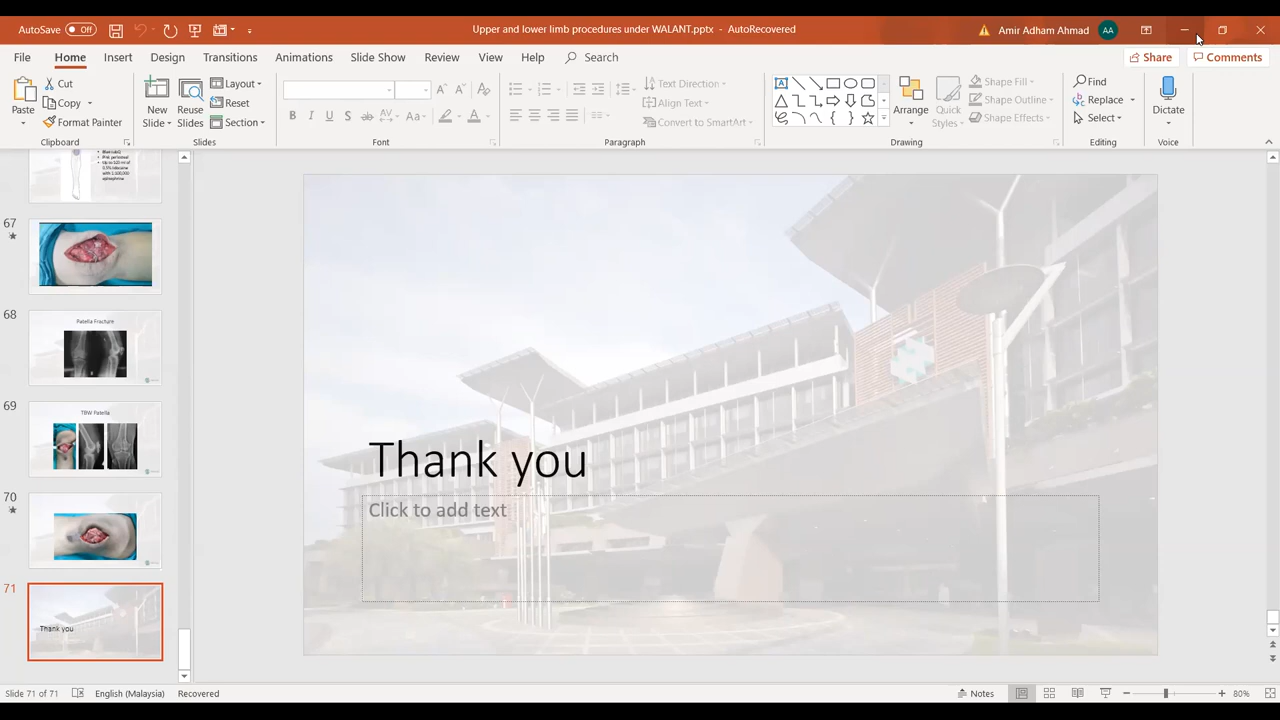 AutoSave Off
Upper and lower limb procedures under WALANT.pptx - AutoRecovered
Amir Adham Ahmad AA
File Home Insert Design Transitions Animations Slide Show Review View Help Search
Share Comments
Paste
Cut
Copy
Format Painter
Clipboard
New Slide
Reuse Slides
Layout
Reset
Section
Slides
I U S ab AV Aa A
Font
Text Direction
Align Text
Convert to SmartArt
Paragraph
Arrange
Quick Styles
Shape Fill
Shape Outline
Shape Effects
Drawing
Find
Replace
Select
Editing
Dictate
Voice
67
68
Patella Fracture
69
TBW Patella
70
71
Thank you
Thank you
Click to add text
Slide 71 of 71 English (Malaysia) Recovered
Notes
80%